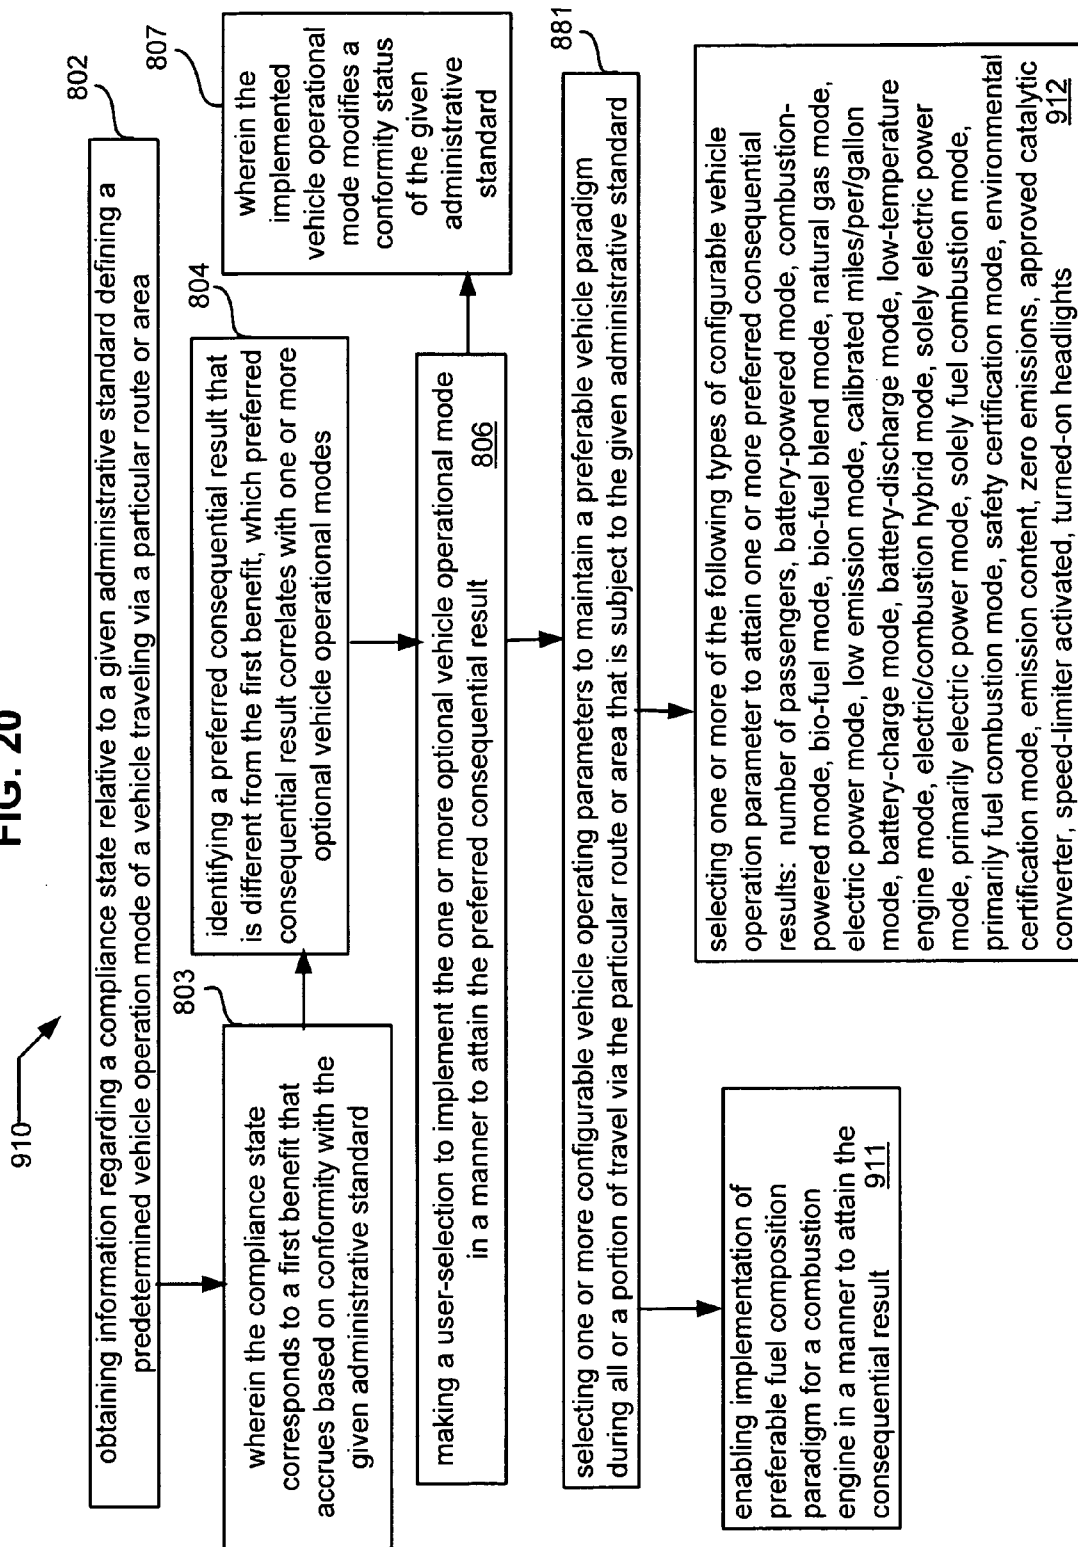 FIG. 20
910
802
obtaining information regarding a compliance state relative to a given administrative standard defining a
predetermined vehicle operation mode of a vehicle traveling via a particular route or area
803
wherein the compliance state
corresponds to a first benefit that
accrues based on conformity with the
given administrative standard
804
identifying a preferred consequential result that
is different from the first benefit, which preferred
consequential result correlates with one or more
optional vehicle operational modes
807
wherein the
implemented
vehicle operational
mode modifies a
conformity status
of the given
administrative
standard
making a user-selection to implement the one or more optional vehicle operational mode
in a manner to attain the preferred consequential result
806
881
selecting one or more configurable vehicle operating parameters to maintain a preferable vehicle paradigm
during all or a portion of travel via the particular route or area that is subject to the given administrative standard
enabling implementation of
preferable fuel composition
paradigm for a combustion
engine in a manner to attain the
consequential result
911
selecting one or more of the following types of configurable vehicle
operation parameter to attain one or more preferred consequential
results: number of passengers, battery-powered mode, combustion-
powered mode, bio-fuel mode, bio-fuel blend mode, natural gas mode,
electric power mode, low emission mode, calibrated miles/per/gallon
mode, battery-charge mode, battery-discharge mode, low-temperature
engine mode, electric/combustion hybrid mode, solely electric power
mode, primarily electric power mode, solely fuel combustion mode,
primarily fuel combustion mode, safety certification mode, environmental
certification mode, emission content, zero emissions, approved catalytic
converter, speed-limiter activated, turned-on headlights
912